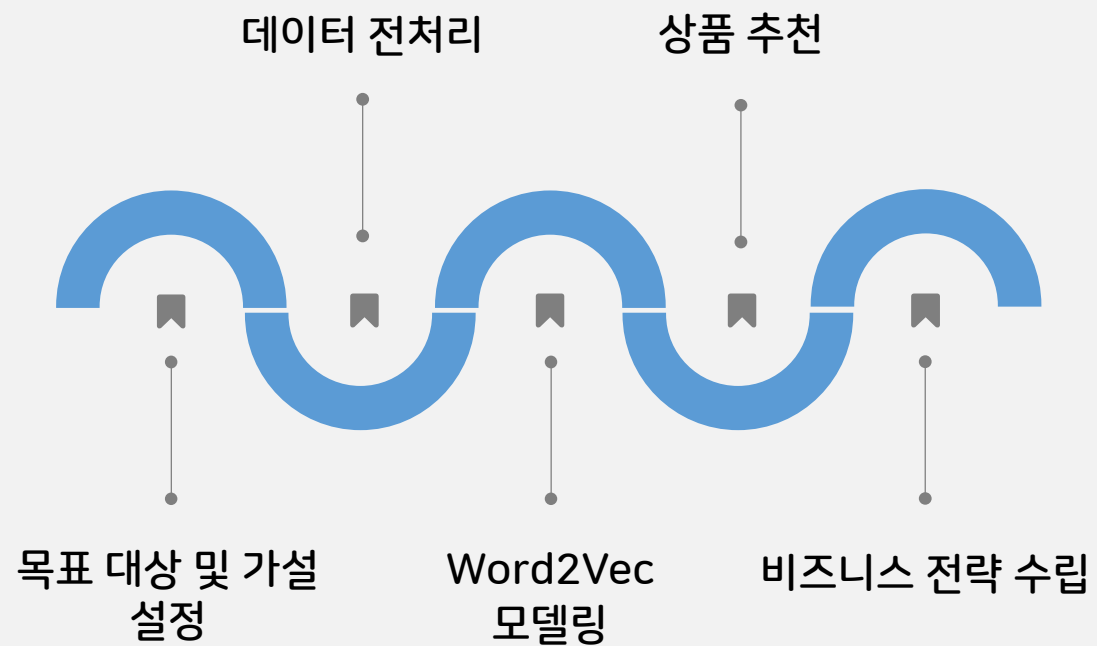 데이터 전처리
상품 추천
목표 대상 및 가설
설정
Word2Vec
모델링
비즈니스 전략 수립